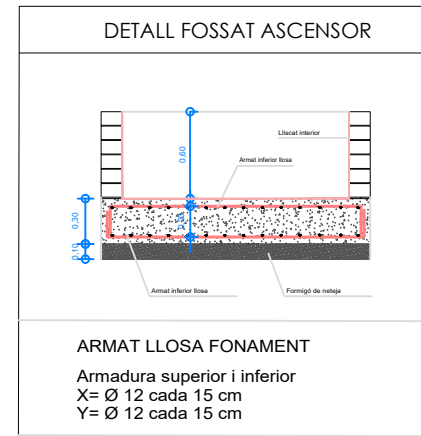 DETALL FOSSAT ASCENSOR
Lliscat interior
0,60
Armat inferior llosa
0,30
0,10
Armat inferior llosa
Formigó de neteja
ARMAT LLOSA FONAMENT
Armadura superior i inferior
X= Ø 12 cada 15 cm
Y= Ø 12 cada 15 cm